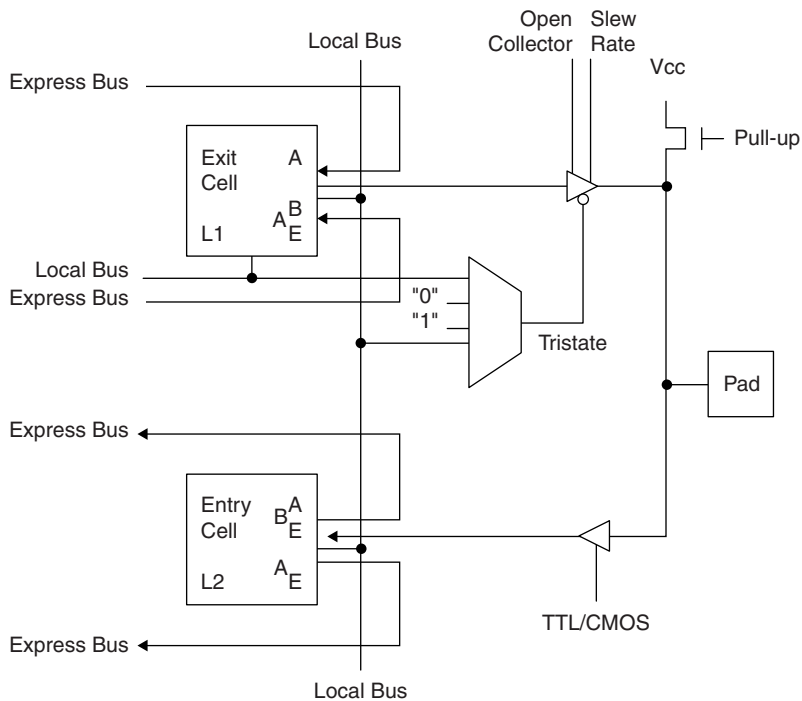 Open
Collector
Slew
Rate
Local Bus
Vcc
Express Bus
Pull-up
Exit
Cell
A
B
A
E
L1
Local Bus
Express Bus
"0"
"1"
Tristate
Pad
Express Bus
Entry
Cell
A
B
E
A
E
L2
TTL/CMOS
Express Bus
Local Bus